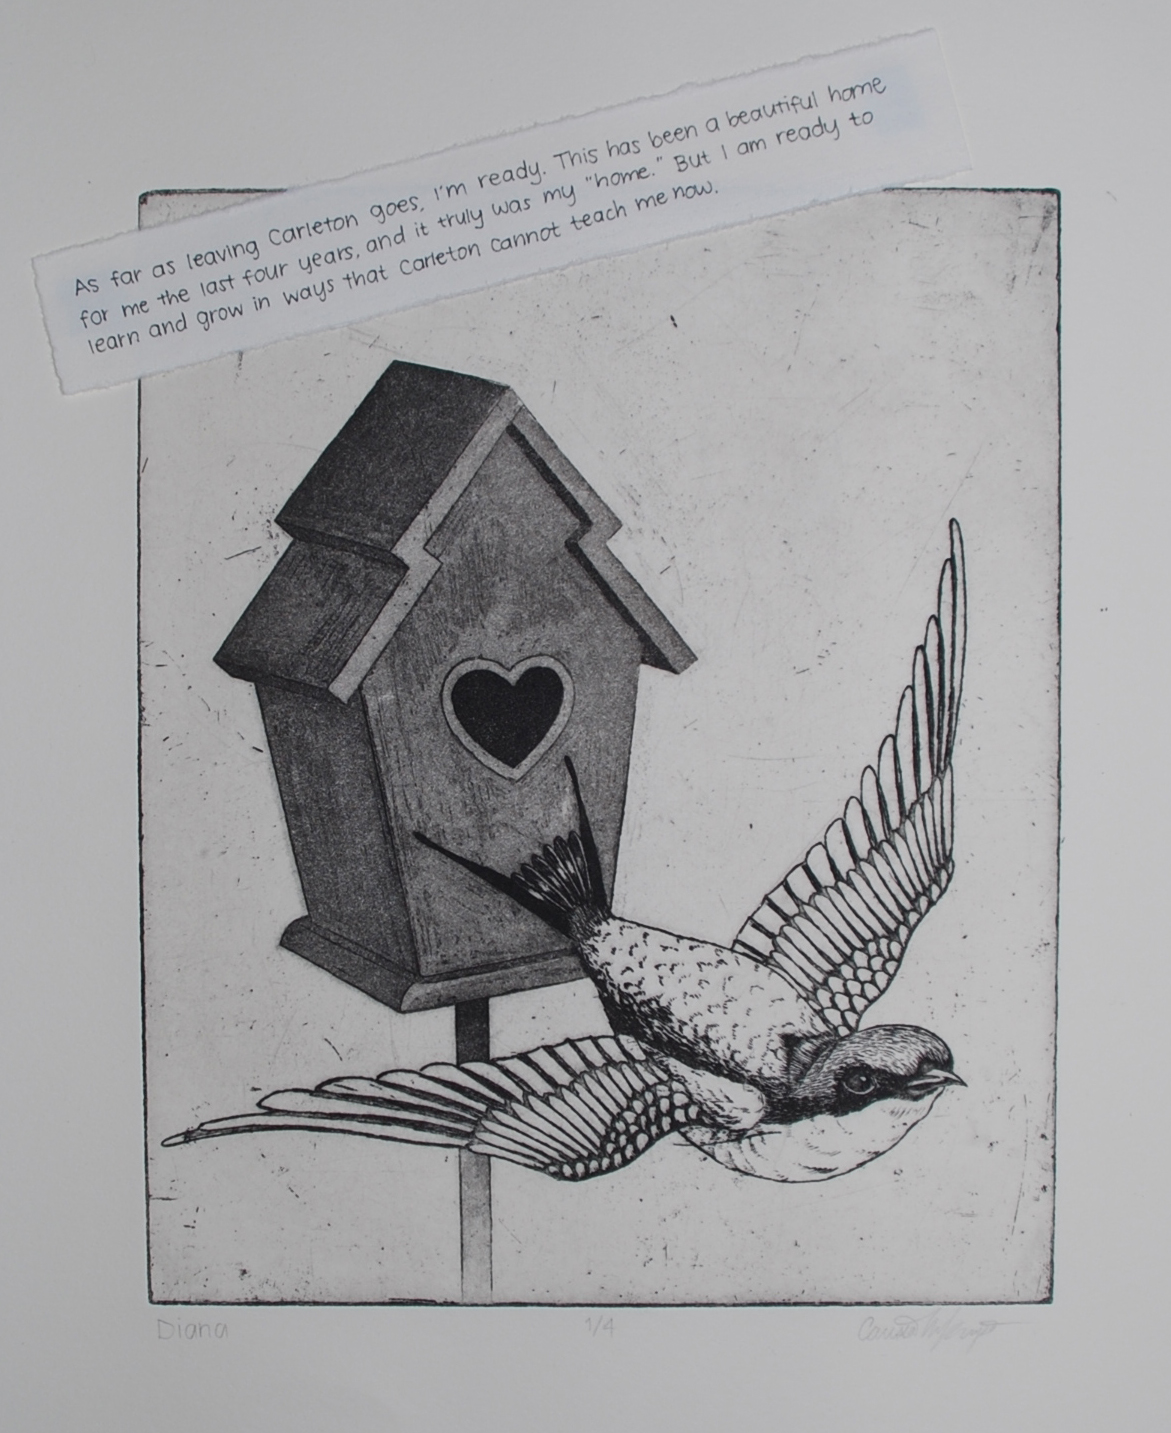 As far as leaving Carleton goes, I'm ready. This has been a beautiful home
for me the last four years, and it truly was my "home." But I am ready to
learn and grow in ways that Carleton cannot teach me now.
Diana
1/4